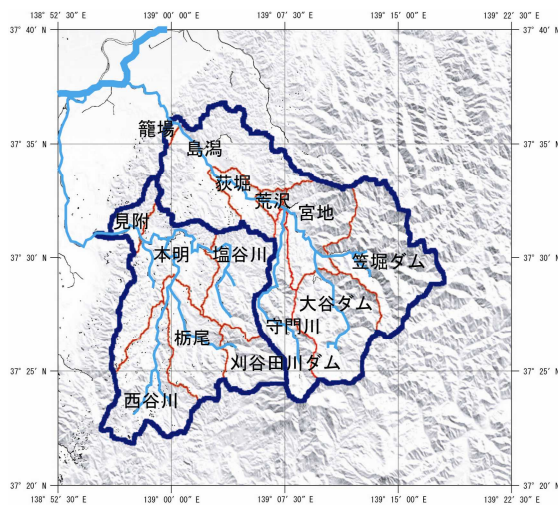 138° 52' 30" E
139° 00' E
139° 07' 30" E
139° 15' E
139° 22' 30" E
37° 40' N
37° 40' N
37° 35' N
37° 35' N
籠場
島潟
荻堀
荒沢
宮地
見附
37° 30' N
37° 30' N
本明
塩谷川
笠堀ダム
大谷ダム
守門川
栃尾
刈谷田川ダム
37° 25' N
37° 25' N
西谷川
37° 20' N
37° 20' N
138° 52' 30" E
139° 00' E
139° 07' 30" E
139° 15' E
139° 22' 30" E